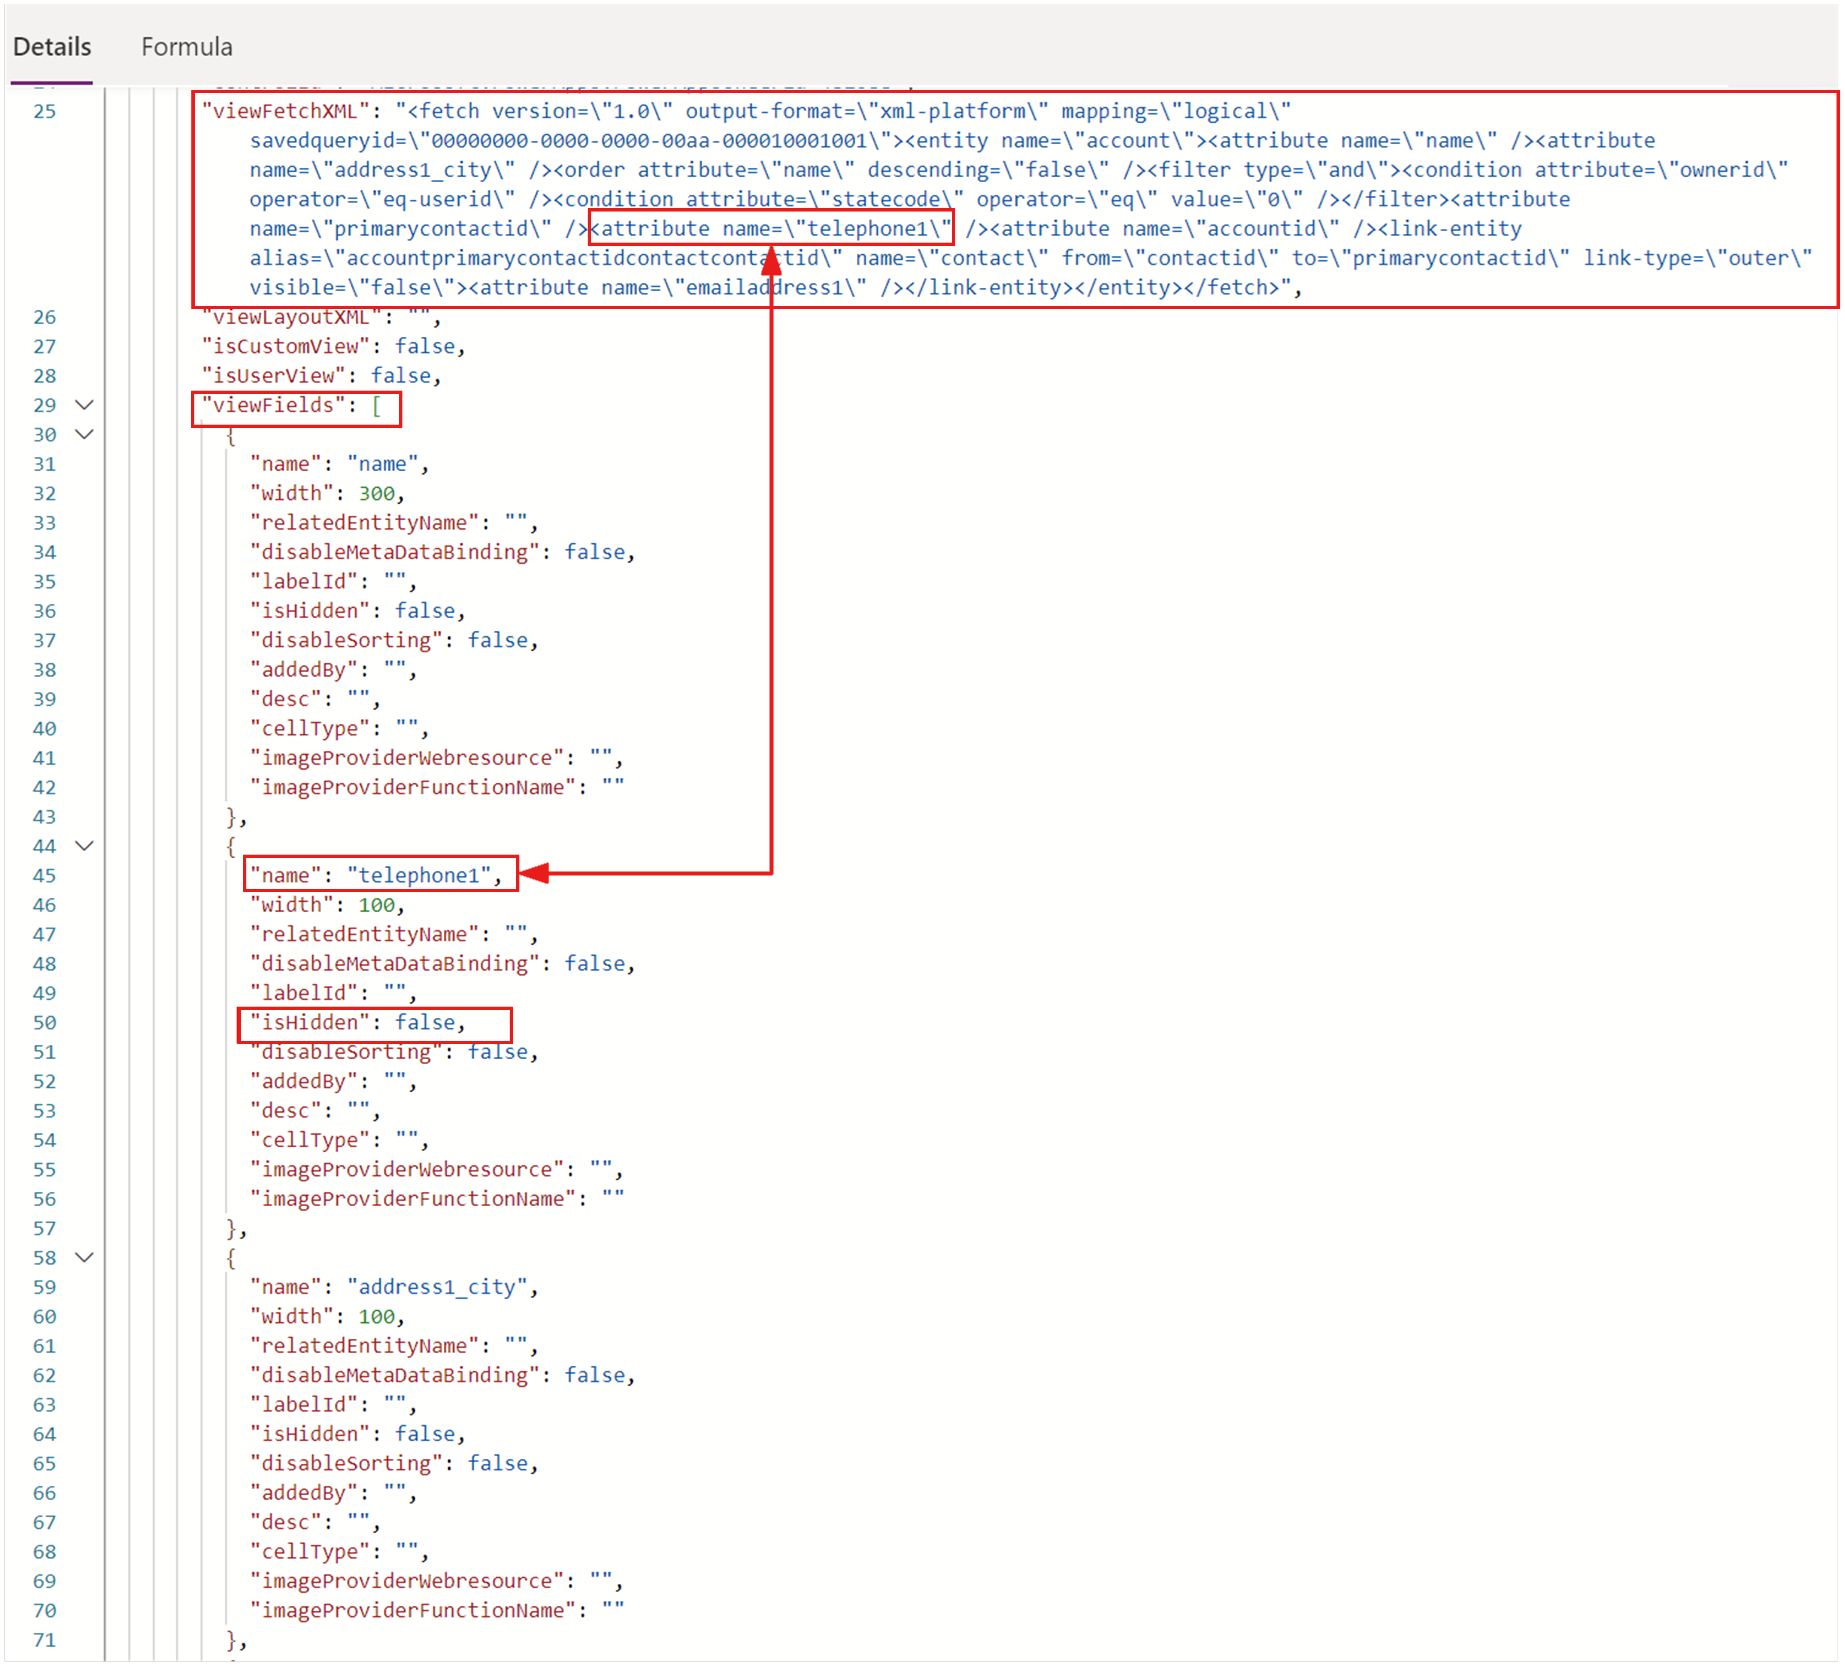 Details Formula
25 "viewFetchXML": "<fetch version=\"1.0\" output-format=\"xml-platform\" mapping=\"logical\"
savedqueryid=\"00000000-0000-0000-00aa-000010001001\"><entity name=\"account\"><attribute name=\"name\" /><attribute
name=\"address1_city\" /><order attribute=\"name\" descending=\"false\" /><filter type=\"and\"><condition attribute=\"ownerid\"
operator=\"eq-userid\" /><condition attribute=\"statecode\" operator=\"eq\" value=\"0\" /></filter><attribute
name=\"primarycontactid\" /><attribute name=\"telephone1\" /><attribute name=\"accountid\" /><link-entity
alias=\"accountprimarycontactidcontactcontactid\" name=\"contact\" from=\"contactid\" to=\"primarycontactid\" link-type=\"outer\"
visible=\"false\"><attribute name=\"emailaddress1\" /></link-entity></entity></fetch>",
26 "viewLayoutXML": "",
27 "isCustomView": false,
28 "isUserView": false,
29 "viewFields": [
30 {
31 "name": "name",
32 "width": 300,
33 "relatedEntityName": "",
34 "disableMetaDataBinding": false,
35 "labelId": "",
36 "isHidden": false,
37 "disableSorting": false,
38 "addedBy": "",
39 "desc": "",
40 "cellType": "",
41 "imageProviderWebresource": "",
42 "imageProviderFunctionName": ""
43 },
44 {
45 "name": "telephone1",
46 "width": 100,
47 "relatedEntityName": "",
48 "disableMetaDataBinding": false,
49 "labelId": "",
50 "isHidden": false,
51 "disableSorting": false,
52 "addedBy": "",
53 "desc": "",
54 "cellType": "",
55 "imageProviderWebresource": "",
56 "imageProviderFunctionName": ""
57 },
58 {
59 "name": "address1_city",
60 "width": 100,
61 "relatedEntityName": "",
62 "disableMetaDataBinding": false,
63 "labelId": "",
64 "isHidden": false,
65 "disableSorting": false,
66 "addedBy": "",
67 "desc": "",
68 "cellType": "",
69 "imageProviderWebresource": "",
70 "imageProviderFunctionName": ""
71 },